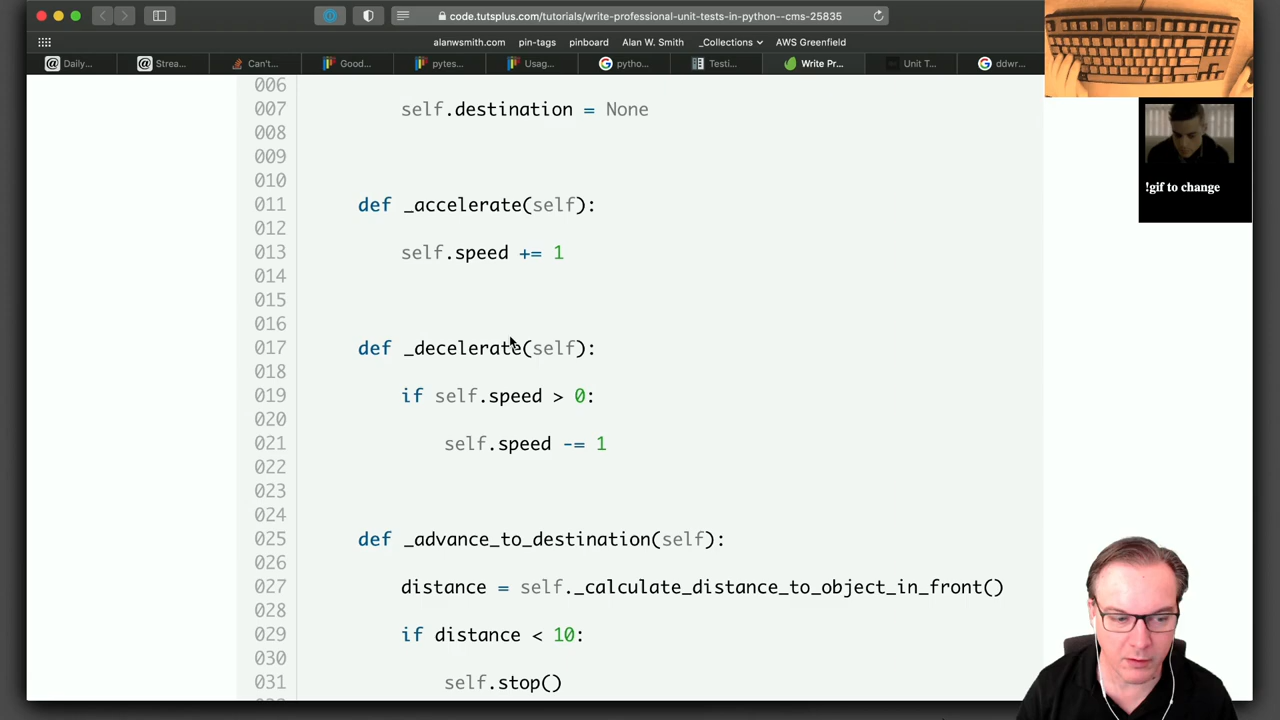 code.tutsplus.com/tutorials/write-professional-unit-tests-in-python--cms-25835
alanwsmith.com pin-tags pinboard Alan W. Smith _Collections AWS Greenfield
Daily... Strea... Can't... Good... pytes... Usag... pytho... Testi... Write Pr... Unit T... ddwr...
006
007 self.destination = None
008
009
010
011 def _accelerate(self):
012
013 self.speed += 1
014
015
016
017 def _decelerate(self):
018
019 if self.speed > 0:
020
021 self.speed -= 1
022
023
024
025 def _advance_to_destination(self):
026
027 distance = self._calculate_distance_to_object_in_front()
028
029 if distance < 10:
030
031 self.stop()
!gif to change